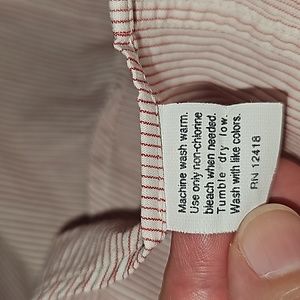 Machine wash warm.
Use only non-chlorine
bleach when needed.
Tumble dry low.
Wash with like colors.
RN 12418